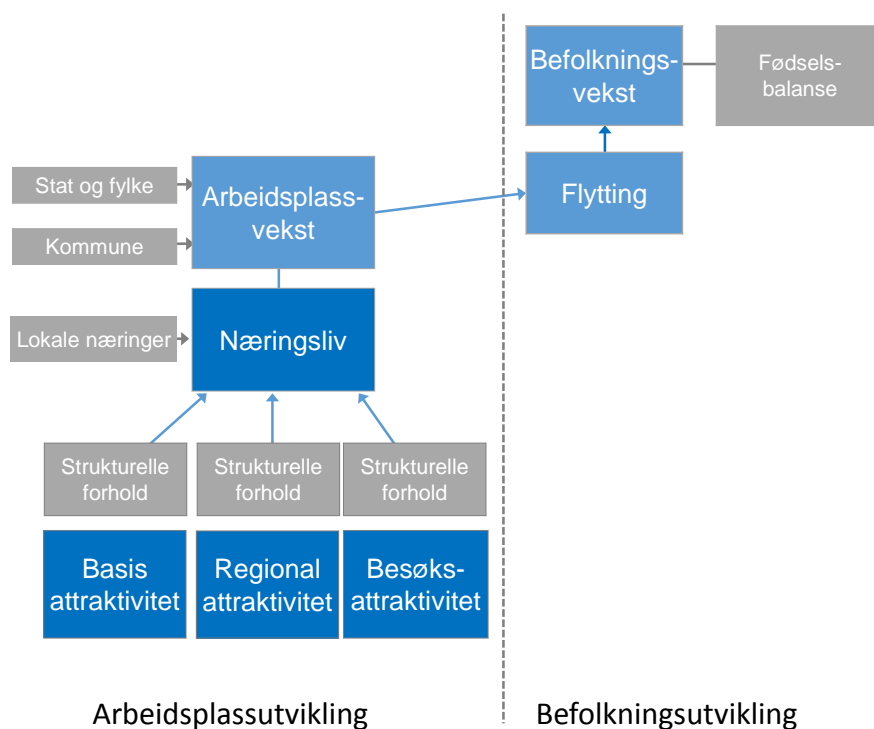 Befolknings-
vekst
Fødsels-
balanse
Stat og fylke
Arbeidsplass-
vekst
Flytting
Kommune
Lokale næringer
Næringsliv
Strukturelle
forhold
Strukturelle
forhold
Strukturelle
forhold
Basis
attraktivitet
Regional
attraktivitet
Besøks-
attraktivitet
Arbeidsplassutvikling
Befolkningsutvikling